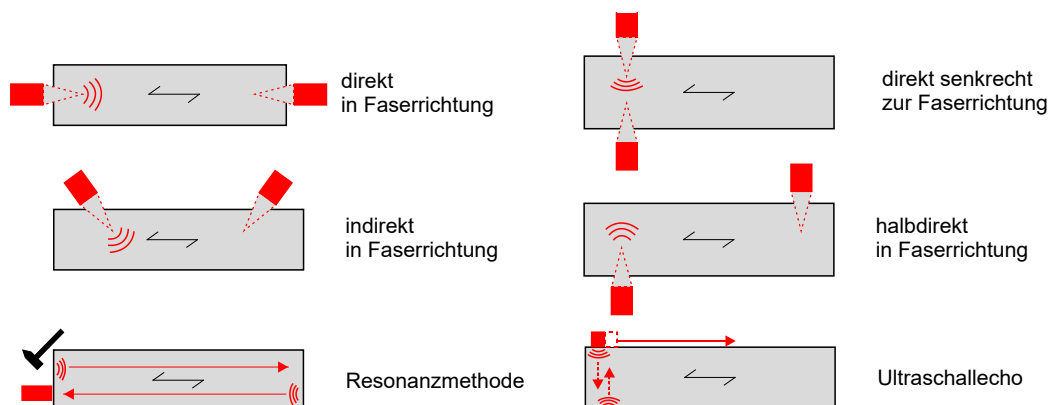 direkt
in Faserrichtung
direkt senkrecht
zur Faserrichtung
indirekt
in Faserrichtung
halbdirekt
in Faserrichtung
Resonanzmethode
Ultraschallecho